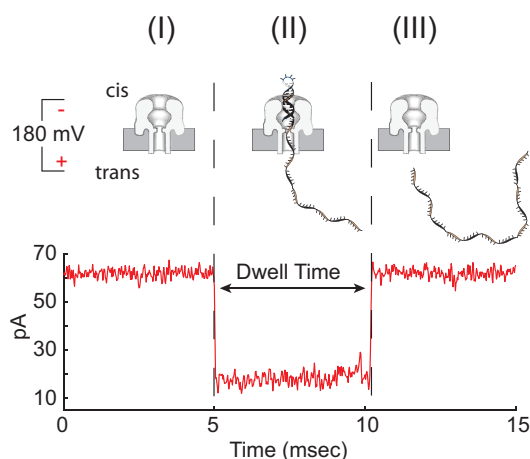 (I) (II) (III)
cis
-
180 mV
+
trans
70
50
30
10
pA
Dwell Time
0 5 10 15
Time (msec)